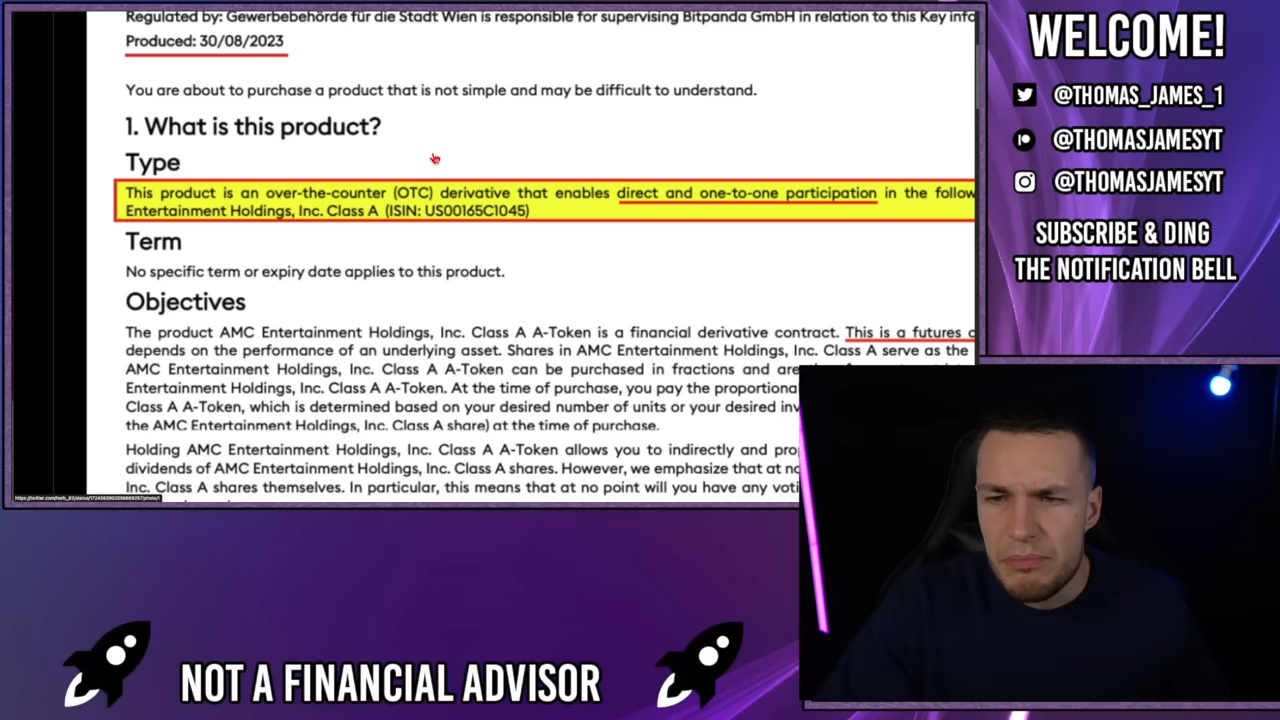 Regulated by: Gewerbebehörde für die Stadt Wien is responsible for supervising Bitpanda GmbH in relation to this Key info
Produced: 30/08/2023
You are about to purchase a product that is not simple and may be difficult to understand.
1. What is this product?
Type
This product is an over-the-counter (OTC) derivative that enables direct and one-to-one participation in the follow
Entertainment Holdings, Inc. Class A (ISIN: US00165C1045)
Term
No specific term or expiry date applies to this product.
Objectives
The product AMC Entertainment Holdings, Inc. Class A A-Token is a financial derivative contract. This is a futures
depends on the performance of an underlying asset. Shares in AMC Entertainment Holdings, Inc. Class A serve as the
AMC Entertainment Holdings, Inc. Class A A-Token can be purchased in fractions and are
Entertainment Holdings, Inc. Class A A-Token. At the time of purchase, you pay the proportional
Class A A-Token, which is determined based on your desired number of units or your desired inv
the AMC Entertainment Holdings, Inc. Class A share) at the time of purchase.
Holding AMC Entertainment Holdings, Inc. Class A A-Token allows you to indirectly and prop
dividends of AMC Entertainment Holdings, Inc. Class A shares. However, we emphasize that at no
Inc. Class A shares themselves. In particular, this means that at no point will you have any voti
WELCOME!
@THOMAS_JAMES_1
@THOMASJAMESYT
@THOMASJAMESYT
SUBSCRIBE & DING
THE NOTIFICATION BELL
NOT A FINANCIAL ADVISOR